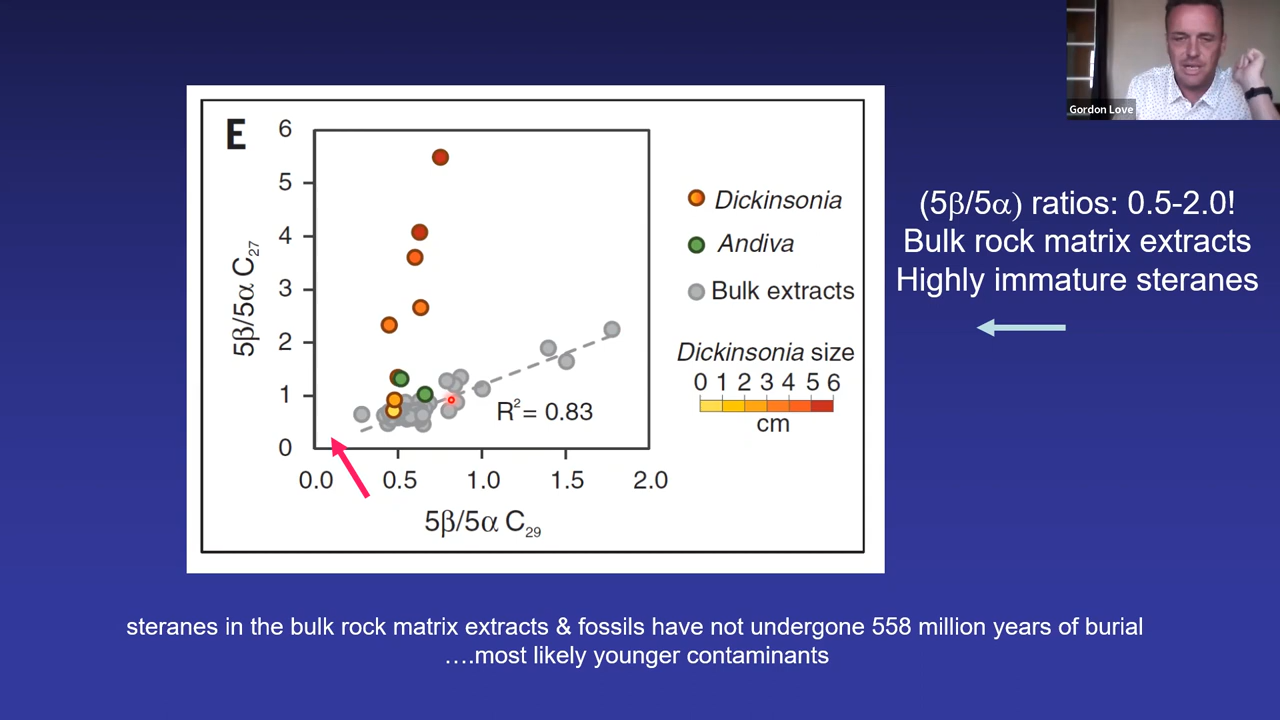 Gordon Love
E
6
5
4
3
2
1
0
5β/5α C27
0.0 0.5 1.0 1.5 2.0
5β/5α C29
R2= 0.83
Dickinsonia
Andiva
Bulk extracts
Dickinsonia size
0 1 2 3 4 5 6
cm
(5β/5α) ratios: 0.5-2.0!
Bulk rock matrix extracts
Highly immature steranes
steranes in the bulk rock matrix extracts & fossils have not undergone 558 million years of burial
….most likely younger contaminants